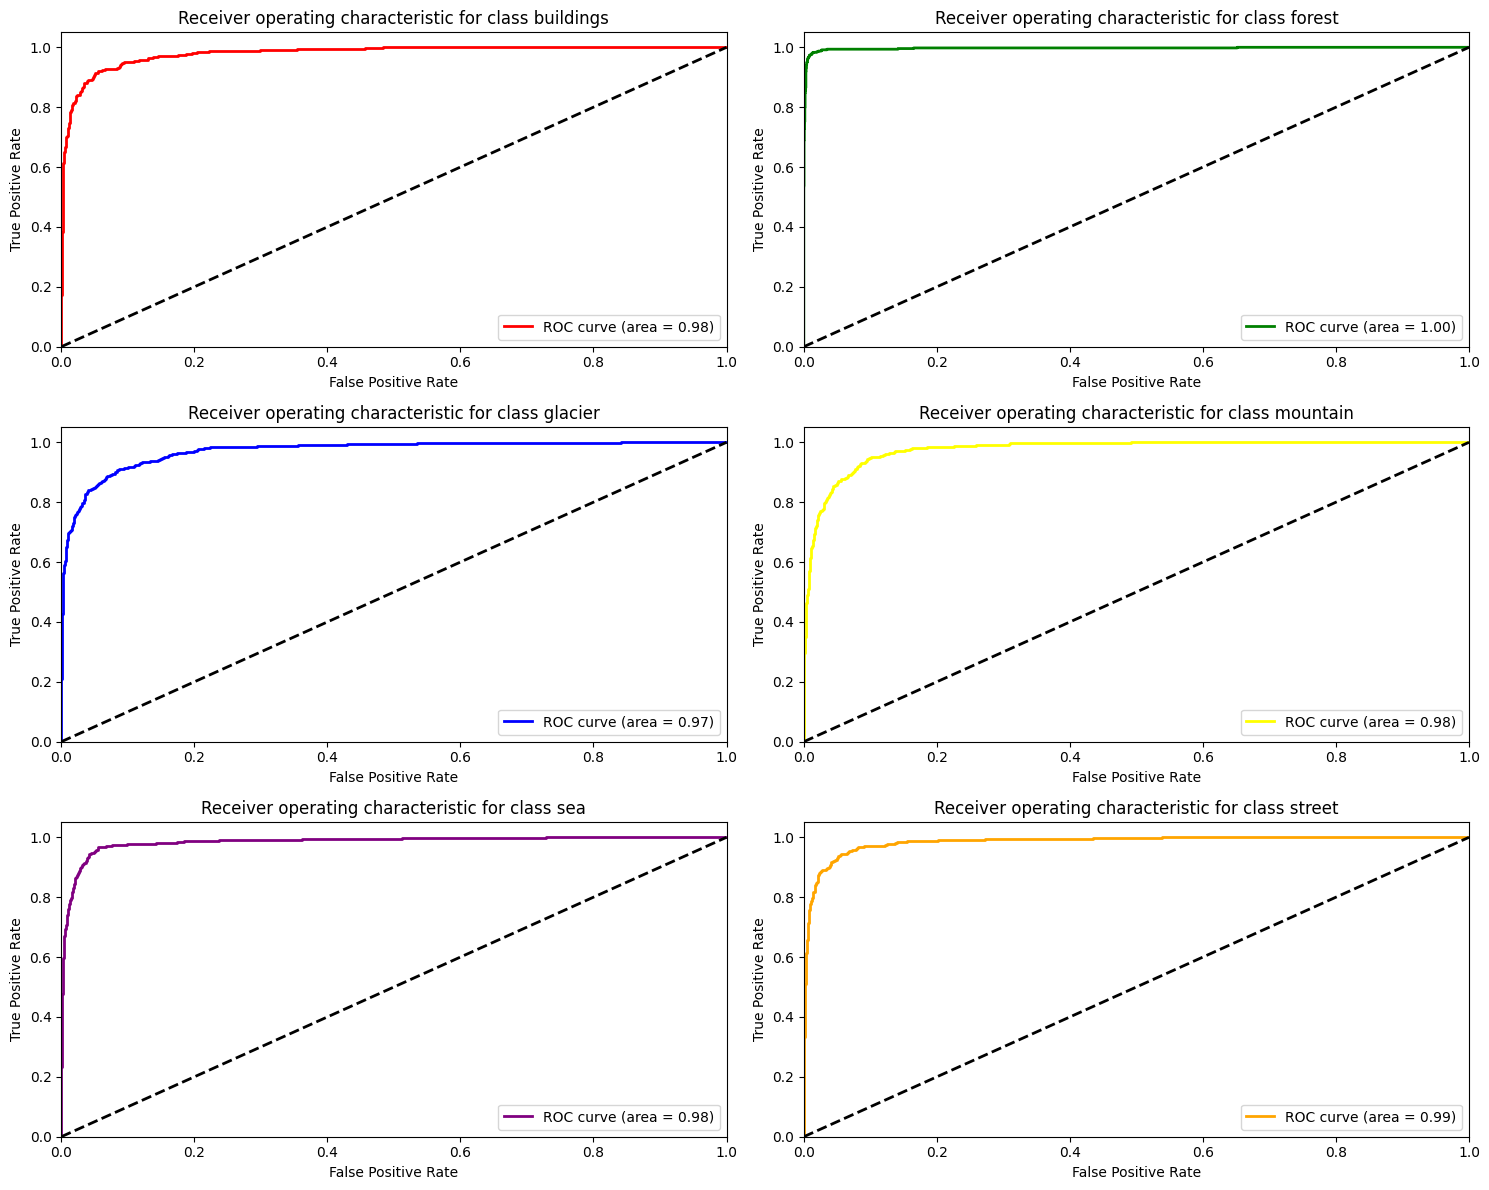 Receiver operating characteristic for class buildings
1.0
0.8
0.6
0.4
0.2
0.0
True Positive Rate
ROC curve (area = 0.98)
0.0 0.2 0.4 0.6 0.8 1.0
False Positive Rate
Receiver operating characteristic for class forest
1.0
0.8
0.6
0.4
0.2
0.0
True Positive Rate
ROC curve (area = 1.00)
0.0 0.2 0.4 0.6 0.8 1.0
False Positive Rate
Receiver operating characteristic for class glacier
1.0
0.8
0.6
0.4
0.2
0.0
True Positive Rate
ROC curve (area = 0.97)
0.0 0.2 0.4 0.6 0.8 1.0
False Positive Rate
Receiver operating characteristic for class mountain
1.0
0.8
0.6
0.4
0.2
0.0
True Positive Rate
ROC curve (area = 0.98)
0.0 0.2 0.4 0.6 0.8 1.0
False Positive Rate
Receiver operating characteristic for class sea
1.0
0.8
0.6
0.4
0.2
0.0
True Positive Rate
ROC curve (area = 0.98)
0.0 0.2 0.4 0.6 0.8 1.0
False Positive Rate
Receiver operating characteristic for class street
1.0
0.8
0.6
0.4
0.2
0.0
True Positive Rate
ROC curve (area = 0.99)
0.0 0.2 0.4 0.6 0.8 1.0
False Positive Rate